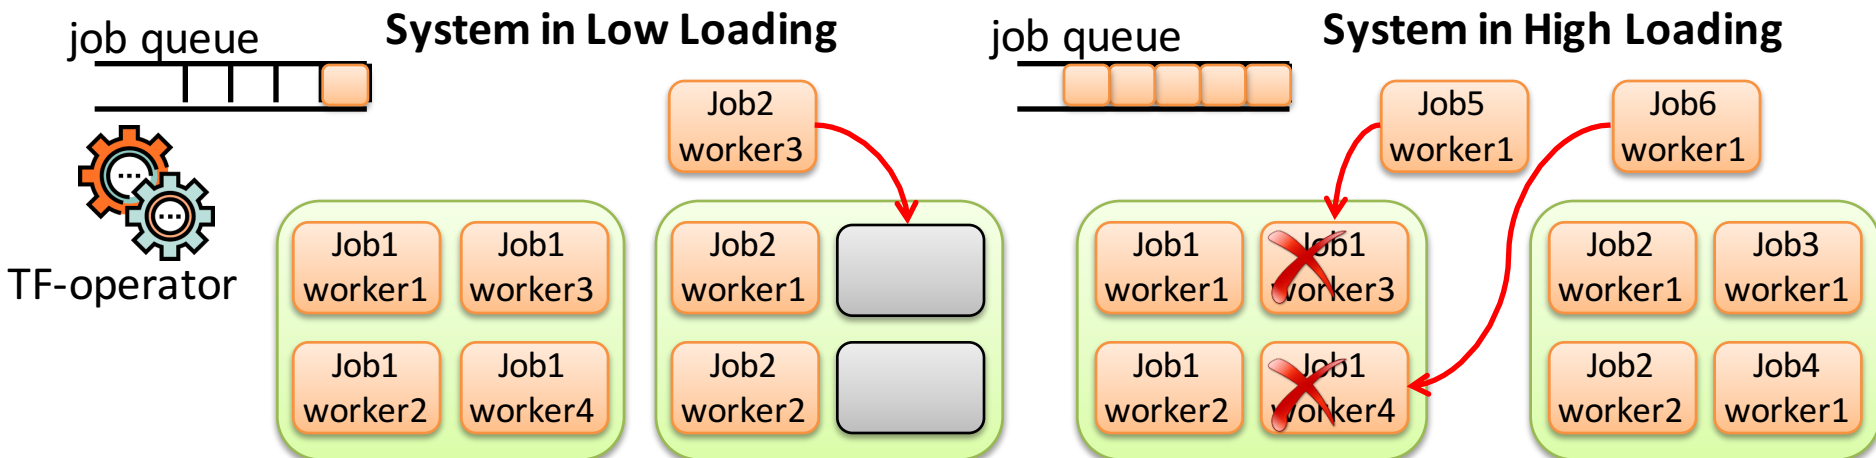 job queue
System in Low Loading
Job2
worker3
TF-operator
Job1
worker1
Job1
worker3
Job1
worker2
Job1
worker4
Job2
worker1
Job2
worker2
job queue
System in High Loading
Job5
worker1
Job6
worker1
Job1
worker1
Job1
worker3
Job1
worker2
Job1
worker4
Job2
worker1
Job3
worker1
Job2
worker2
Job4
worker1